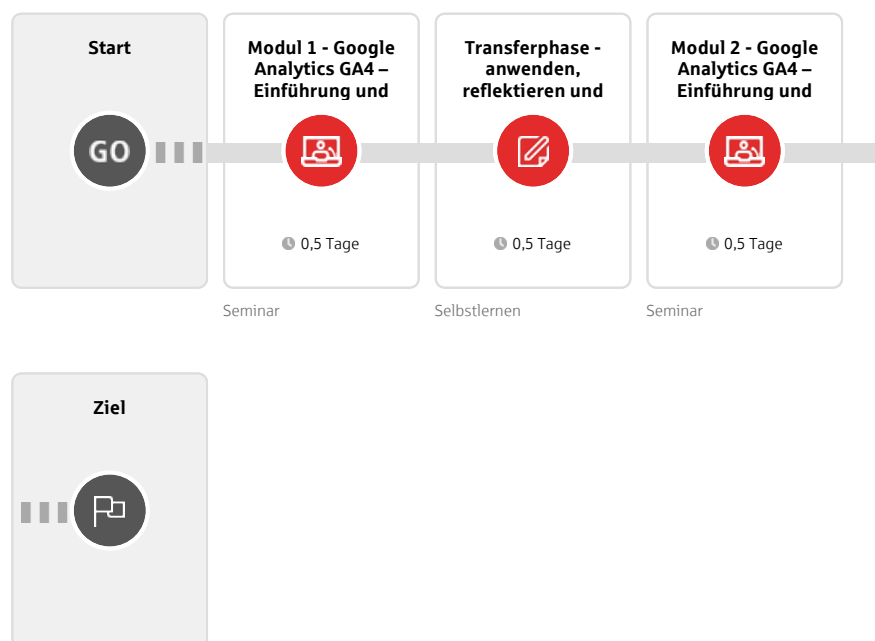 Start
GO
Modul 1 - Google
Analytics GA4 –
Einführung und
0,5 Tage
Seminar
Transferphase -
anwenden,
reflektieren und
0,5 Tage
Selbstlernen
Modul 2 - Google
Analytics GA4 –
Einführung und
0,5 Tage
Seminar
Ziel